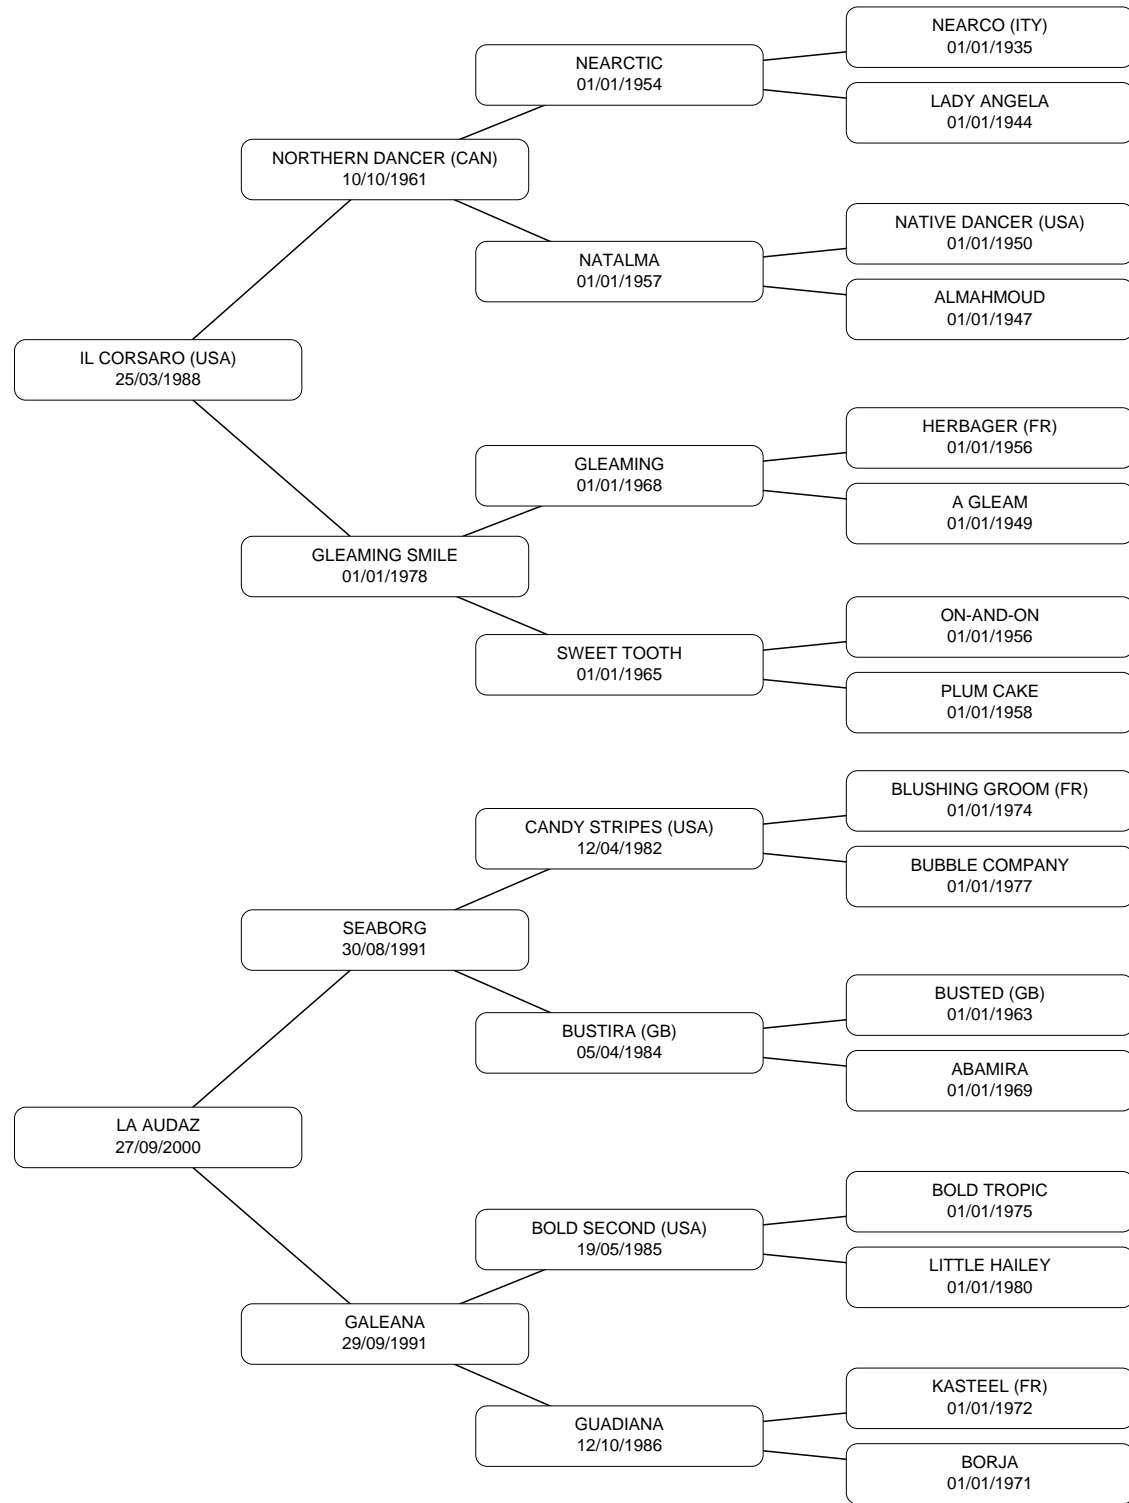 NEARCO (ITY)
01/01/1935
NEARCTIC
01/01/1954
LADY ANGELA
01/01/1944
NORTHERN DANCER (CAN)
10/10/1961
NATIVE DANCER (USA)
01/01/1950
NATALMA
01/01/1957
ALMAHMOUD
01/01/1947
IL CORSARO (USA)
25/03/1988
HERBAGER (FR)
01/01/1956
GLEAMING
01/01/1968
A GLEAM
01/01/1949
GLEAMING SMILE
01/01/1978
ON-AND-ON
01/01/1956
SWEET TOOTH
01/01/1965
PLUM CAKE
01/01/1958
BLUSHING GROOM (FR)
01/01/1974
CANDY STRIPES (USA)
12/04/1982
BUBBLE COMPANY
01/01/1977
SEABORG
30/08/1991
BUSTED (GB)
01/01/1963
BUSTIRA (GB)
05/04/1984
ABAMIRA
01/01/1969
LA AUDAZ
27/09/2000
BOLD TROPIC
01/01/1975
BOLD SECOND (USA)
19/05/1985
LITTLE HAILEY
01/01/1980
GALEANA
29/09/1991
KASTEEL (FR)
01/01/1972
GUADIANA
12/10/1986
BORJA
01/01/1971